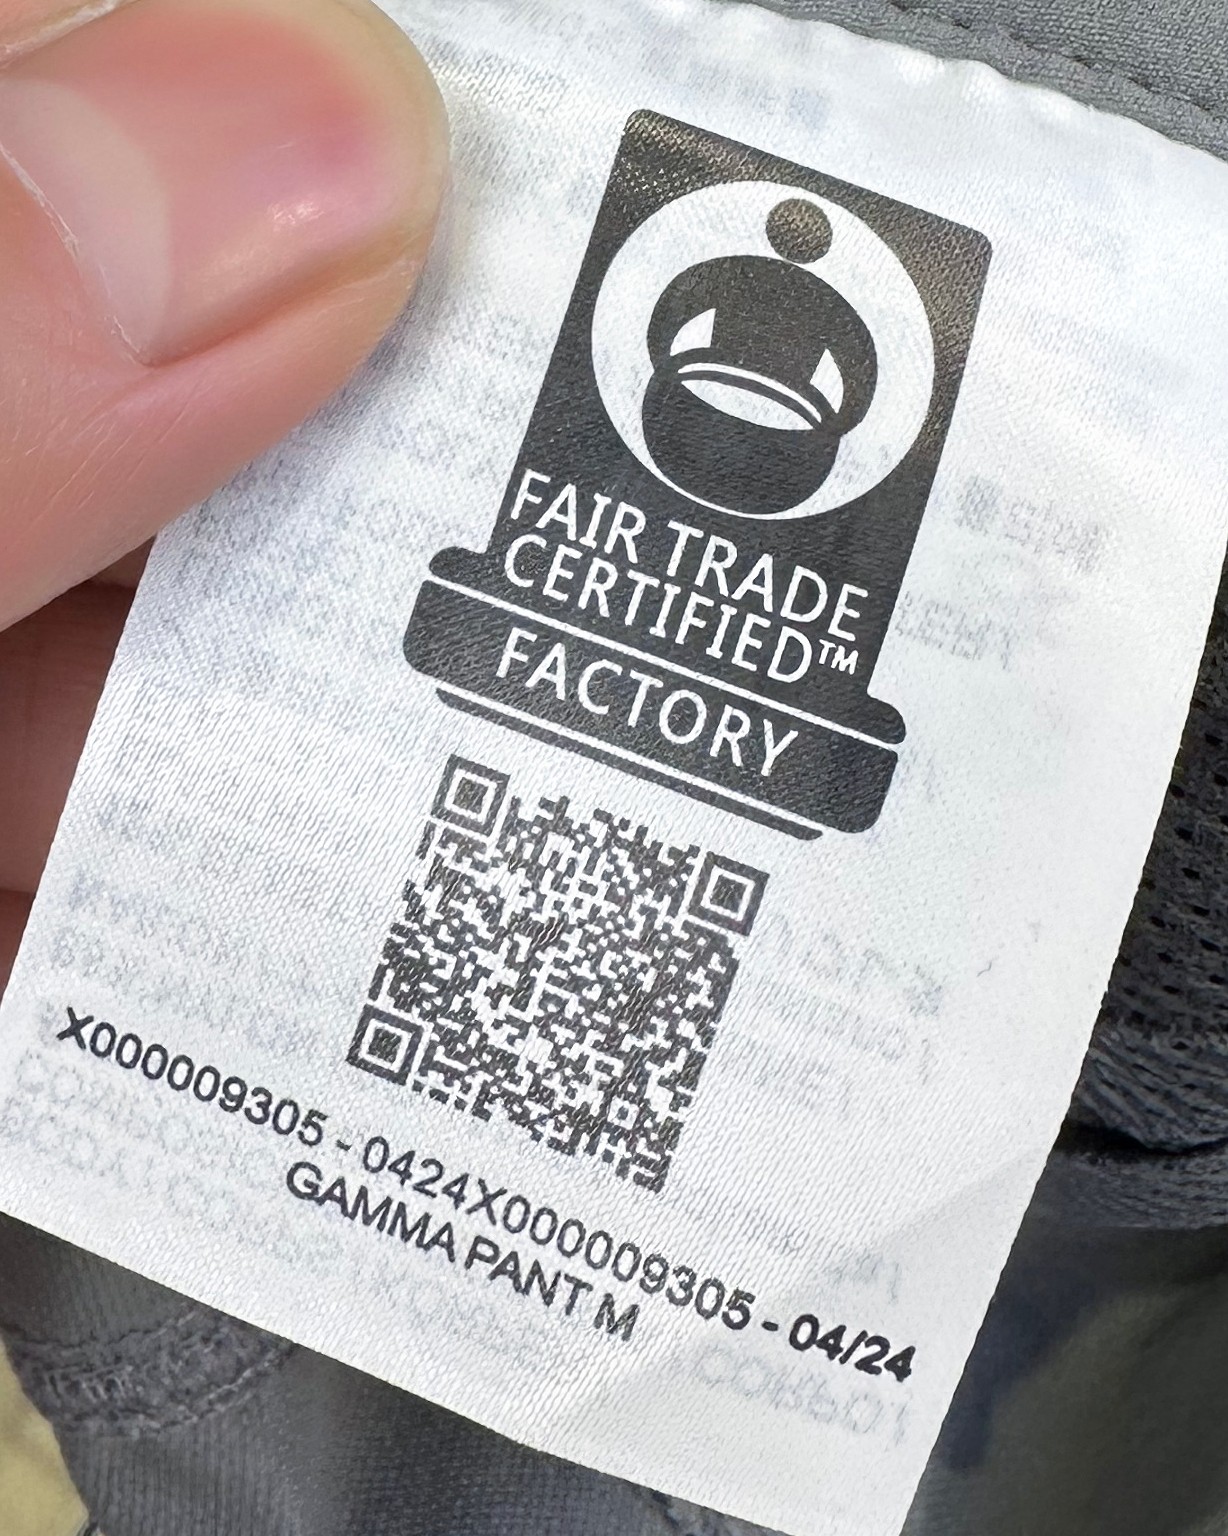 FAIR TRADE
CERTIFIED™
FACTORY
X000009305 - 0424X000009305 - 04/24
GAMMA PANT M